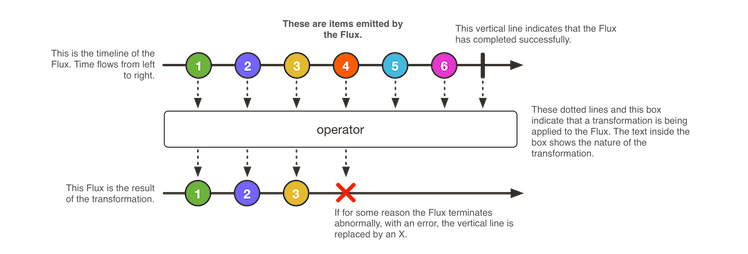 These are items emitted by
the Flux.
This vertical line indicates that the Flux
has completed successfully.
This is the timeline of the
Flux. Time flows from left
to right.
1 2 3 4 5 6
operator
These dotted lines and this box
indicate that a transformation is being
applied to the Flux. The text inside the
box shows the nature of the
transformation.
This Flux is the result
of the transformation.
1 2 3
If for some reason the Flux terminates
abnormally, with an error, the vertical line is
replaced by an X.